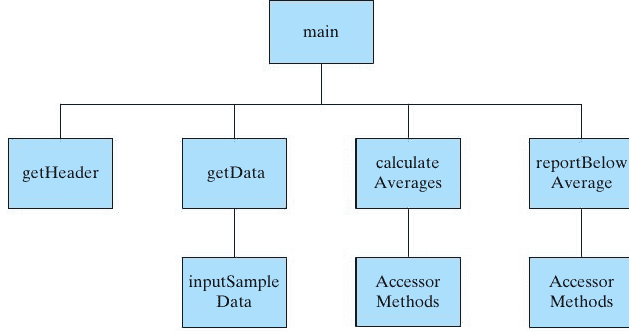 main
getHeader
getData
calculate
Averages
reportBelow
Average
inputSample
Data
Accessor
Methods
Accessor
Methods